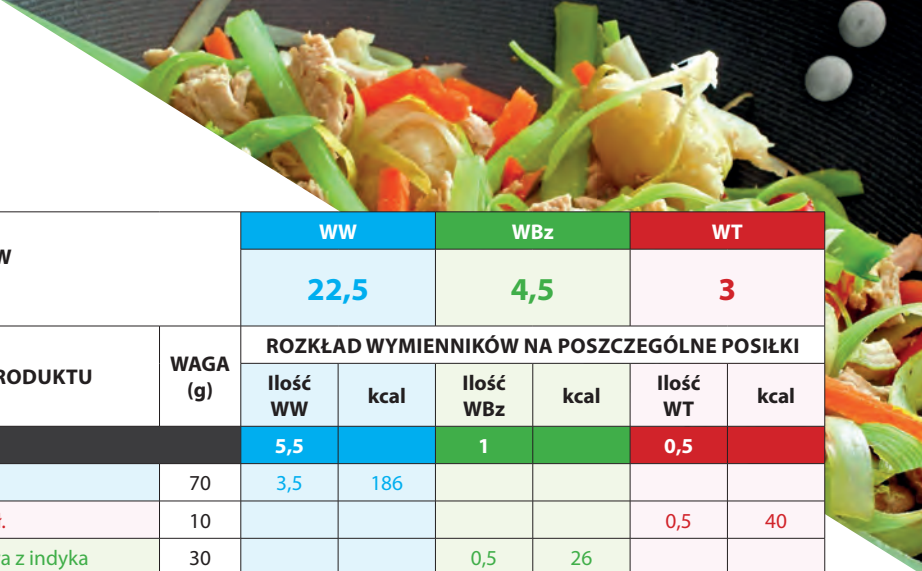 WW WBz WT
W
22,5 4,5 3
RODUKTU WAGA (g) ROZKŁAD WYMIENNIKÓW NA POSZCZEGÓLNE POSIŁKI
Ilość WW kcal Ilość WBz kcal Ilość WT kcal
5,5 1 0,5
70 3,5 186
10 0,5 40
a z indyka 30 0,5 26